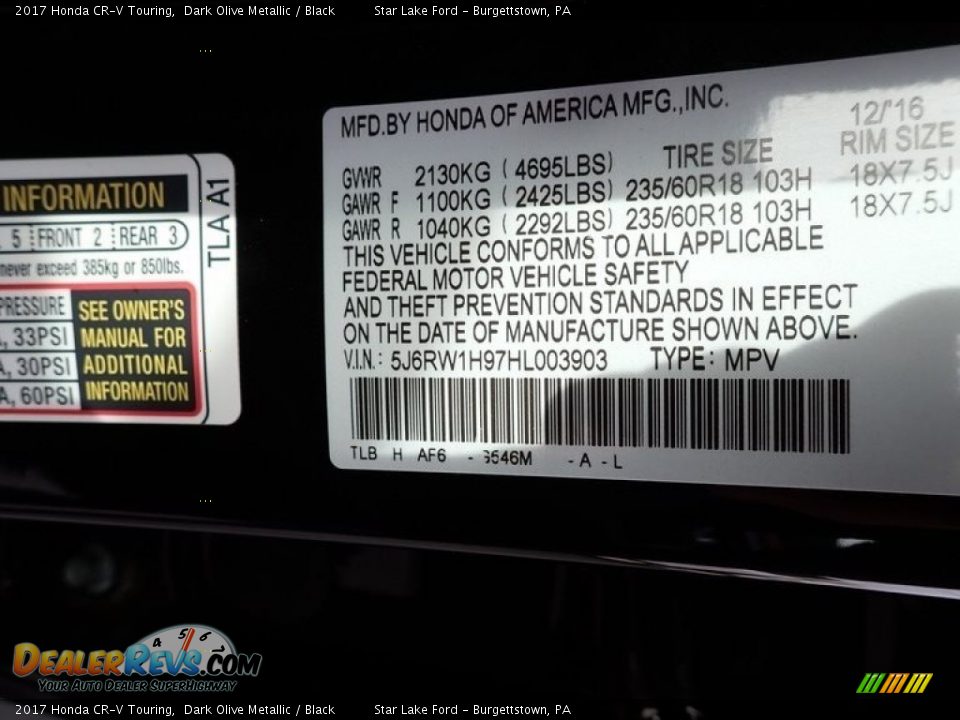 2017 Honda CR-V Touring, Dark Olive Metallic / Black Star Lake Ford - Burgettstown, PA
INFORMATION
5 FRONT 2 REAR 3
never exceed 385kg or 850lbs.
PRESSURE
33PSI
30PSI
60PSI
SEE OWNER'S
MANUAL FOR
ADDITIONAL
INFORMATION
TLA A1
MFD.BY HONDA OF AMERICA MFG.,INC.
12/'16
GVWR 2130KG (4695LBS) TIRE SIZE RIM SIZE
GAWR F 1100KG (2425LBS) 235/60R18 103H 18X7.5J
GAWR R 1040KG (2292LBS) 235/60R18 103H 18X7.5J
THIS VEHICLE CONFORMS TO ALL APPLICABLE
FEDERAL MOTOR VEHICLE SAFETY
AND THEFT PREVENTION STANDARDS IN EFFECT
ON THE DATE OF MANUFACTURE SHOWN ABOVE.
V.I.N.: 5J6RW1H97HL003903 TYPE: MPV
TLB H AF6 - - A - L
4 5 6 7
DEALERREVS.COM
YOUR AUTO DEALER SUPERHIGHWAY
2017 Honda CR-V Touring, Dark Olive Metallic / Black Star Lake Ford - Burgettstown, PA